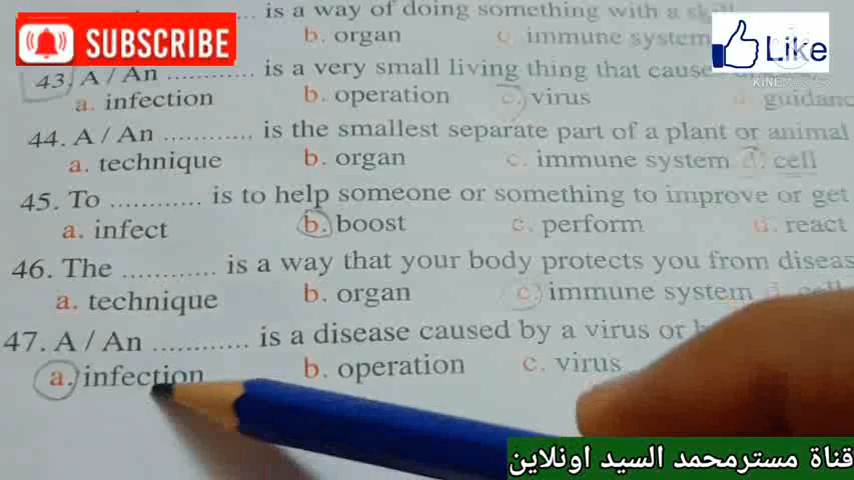 ............ is a way of doing something with a skill
b. organ c. immune system
SUBSCRIBE
Like
43. A / An ............ is a very small living thing that cause
a. infection b. operation c. virus d. guidanc
44. A / An ............ is the smallest separate part of a plant or animal
a. technique b. organ c. immune system d. cell
45. To ............ is to help someone or something to improve or get
a. infect b. boost c. perform d. react
46. The ............ is a way that your body protects you from diseas
a. technique b. organ c. immune system d. cell
47. A / An ............ is a disease caused by a virus or
a. infection b. operation c. virus
قناة مسترمحمد السيد اونلاين